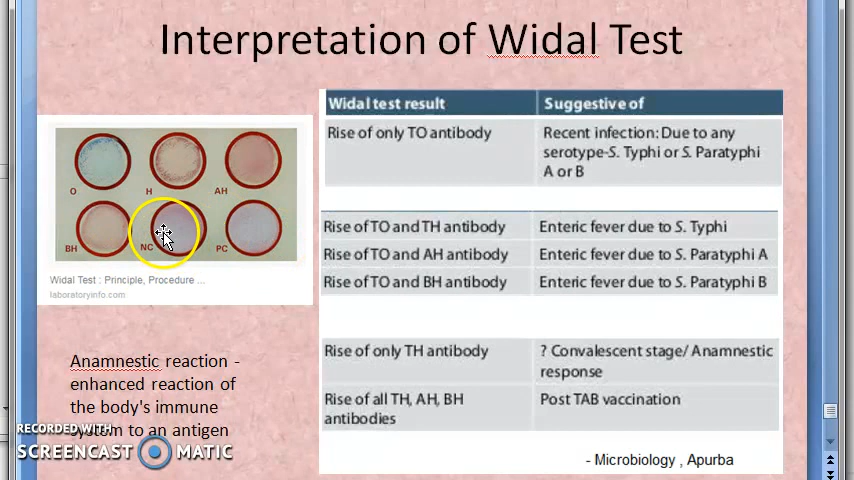 Interpretation of Widal Test
O H AH
BH NC PC
Widal Test : Principle, Procedure ...
laboratoryinfo.com
Anamnestic reaction -
enhanced reaction of
the body's immune
system to an antigen
RECORDED WITH
SCREENCAST MATIC
Widal test result Suggestive of
Rise of only TO antibody Recent infection: Due to any
serotype-S. Typhi or S. Paratyphi
A or B
Rise of TO and TH antibody Enteric fever due to S. Typhi
Rise of TO and AH antibody Enteric fever due to S. Paratyphi A
Rise of TO and BH antibody Enteric fever due to S. Paratyphi B
Rise of only TH antibody ? Convalescent stage/ Anamnestic
response
Rise of all TH, AH, BH Post TAB vaccination
antibodies
- Microbiology , Apurba